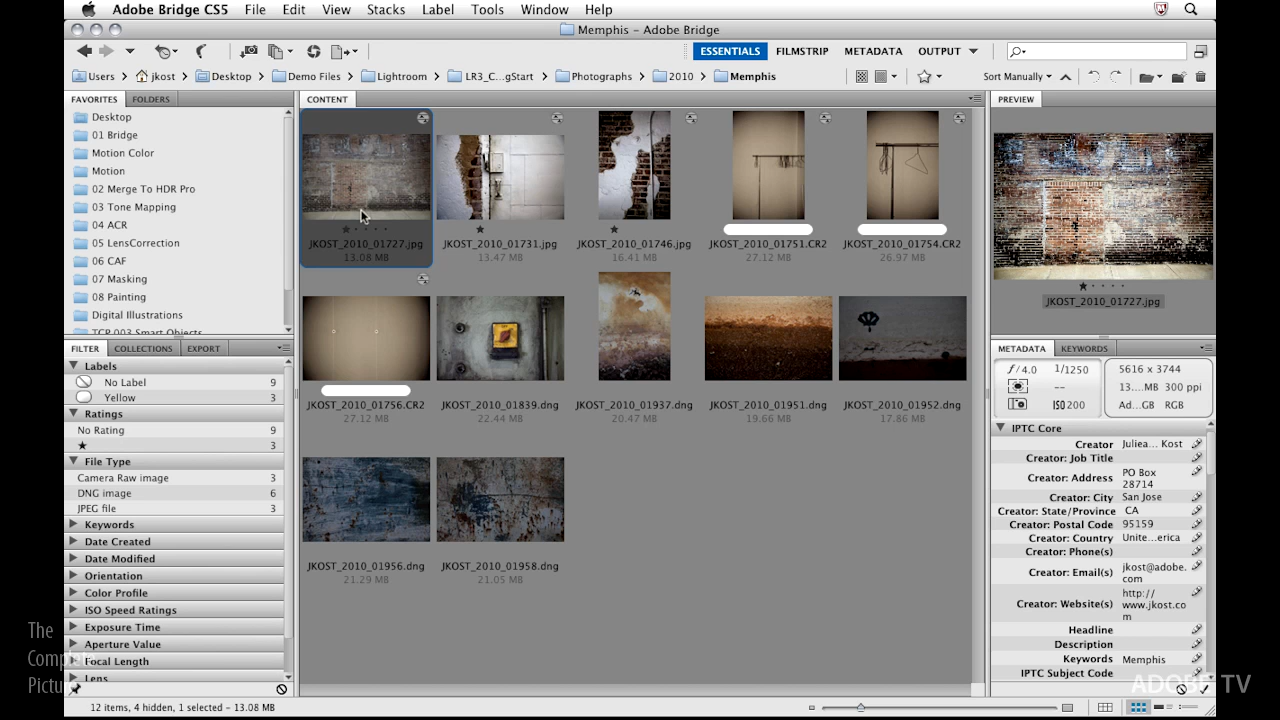 Adobe Bridge CS5 File Edit View Stacks Label Tools Window Help
Memphis – Adobe Bridge
ESSENTIALS FILMSTRIP METADATA OUTPUT
Users jkost Desktop Demo Files Lightroom LR3_C...gStart Photographs 2010 Memphis Sort Manually
FAVORITES FOLDERS
Desktop
01 Bridge
Motion Color
Motion
02 Merge To HDR Pro
03 Tone Mapping
04 ACR
05 LensCorrection
06 CAF
07 Masking
08 Painting
Digital Illustrations
TCP 003 Smart Objects
FILTER COLLECTIONS EXPORT
Labels
No Label 9
Yellow 3
Ratings
No Rating 9
★ 3
File Type
Camera Raw image 3
DNG image 6
JPEG file 3
Keywords
Date Created
Date Modified
Orientation
Color Profile
ISO Speed Ratings
Exposure Time
Aperture Value
Focal Length
Lens
CONTENT
JKOST_2010_01727.jpg
13.08 MB
JKOST_2010_01731.jpg
13.47 MB
JKOST_2010_01746.jpg
16.41 MB
JKOST_2010_01751.CR2
27.12 MB
JKOST_2010_01754.CR2
26.97 MB
JKOST_2010_01756.CR2
27.12 MB
JKOST_2010_01839.dng
22.44 MB
JKOST_2010_01937.dng
20.47 MB
JKOST_2010_01951.dng
19.66 MB
JKOST_2010_01952.dng
17.86 MB
JKOST_2010_01956.dng
21.29 MB
JKOST_2010_01958.dng
21.05 MB
PREVIEW
JKOST_2010_01727.jpg
METADATA KEYWORDS
f/4.0 1/1250
--
ISO200
5616 x 3744
13....MB 300 ppi
Ad...GB RGB
IPTC Core
Creator Juliea... Kost
Creator: Job Title
Creator: Address PO Box
28714
Creator: City San Jose
Creator: State/Province CA
Creator: Postal Code 95159
Creator: Country Unite...erica
Creator: Phone(s)
Creator: Email(s) jkost@adobe.
com
Creator: Website(s) http://
www.jkost.co
m
Headline
Description
Keywords Memphis
IPTC Subject Code
12 items, 4 hidden, 1 selected – 13.08 MB
The
Complete
Picture
ADOBE TV